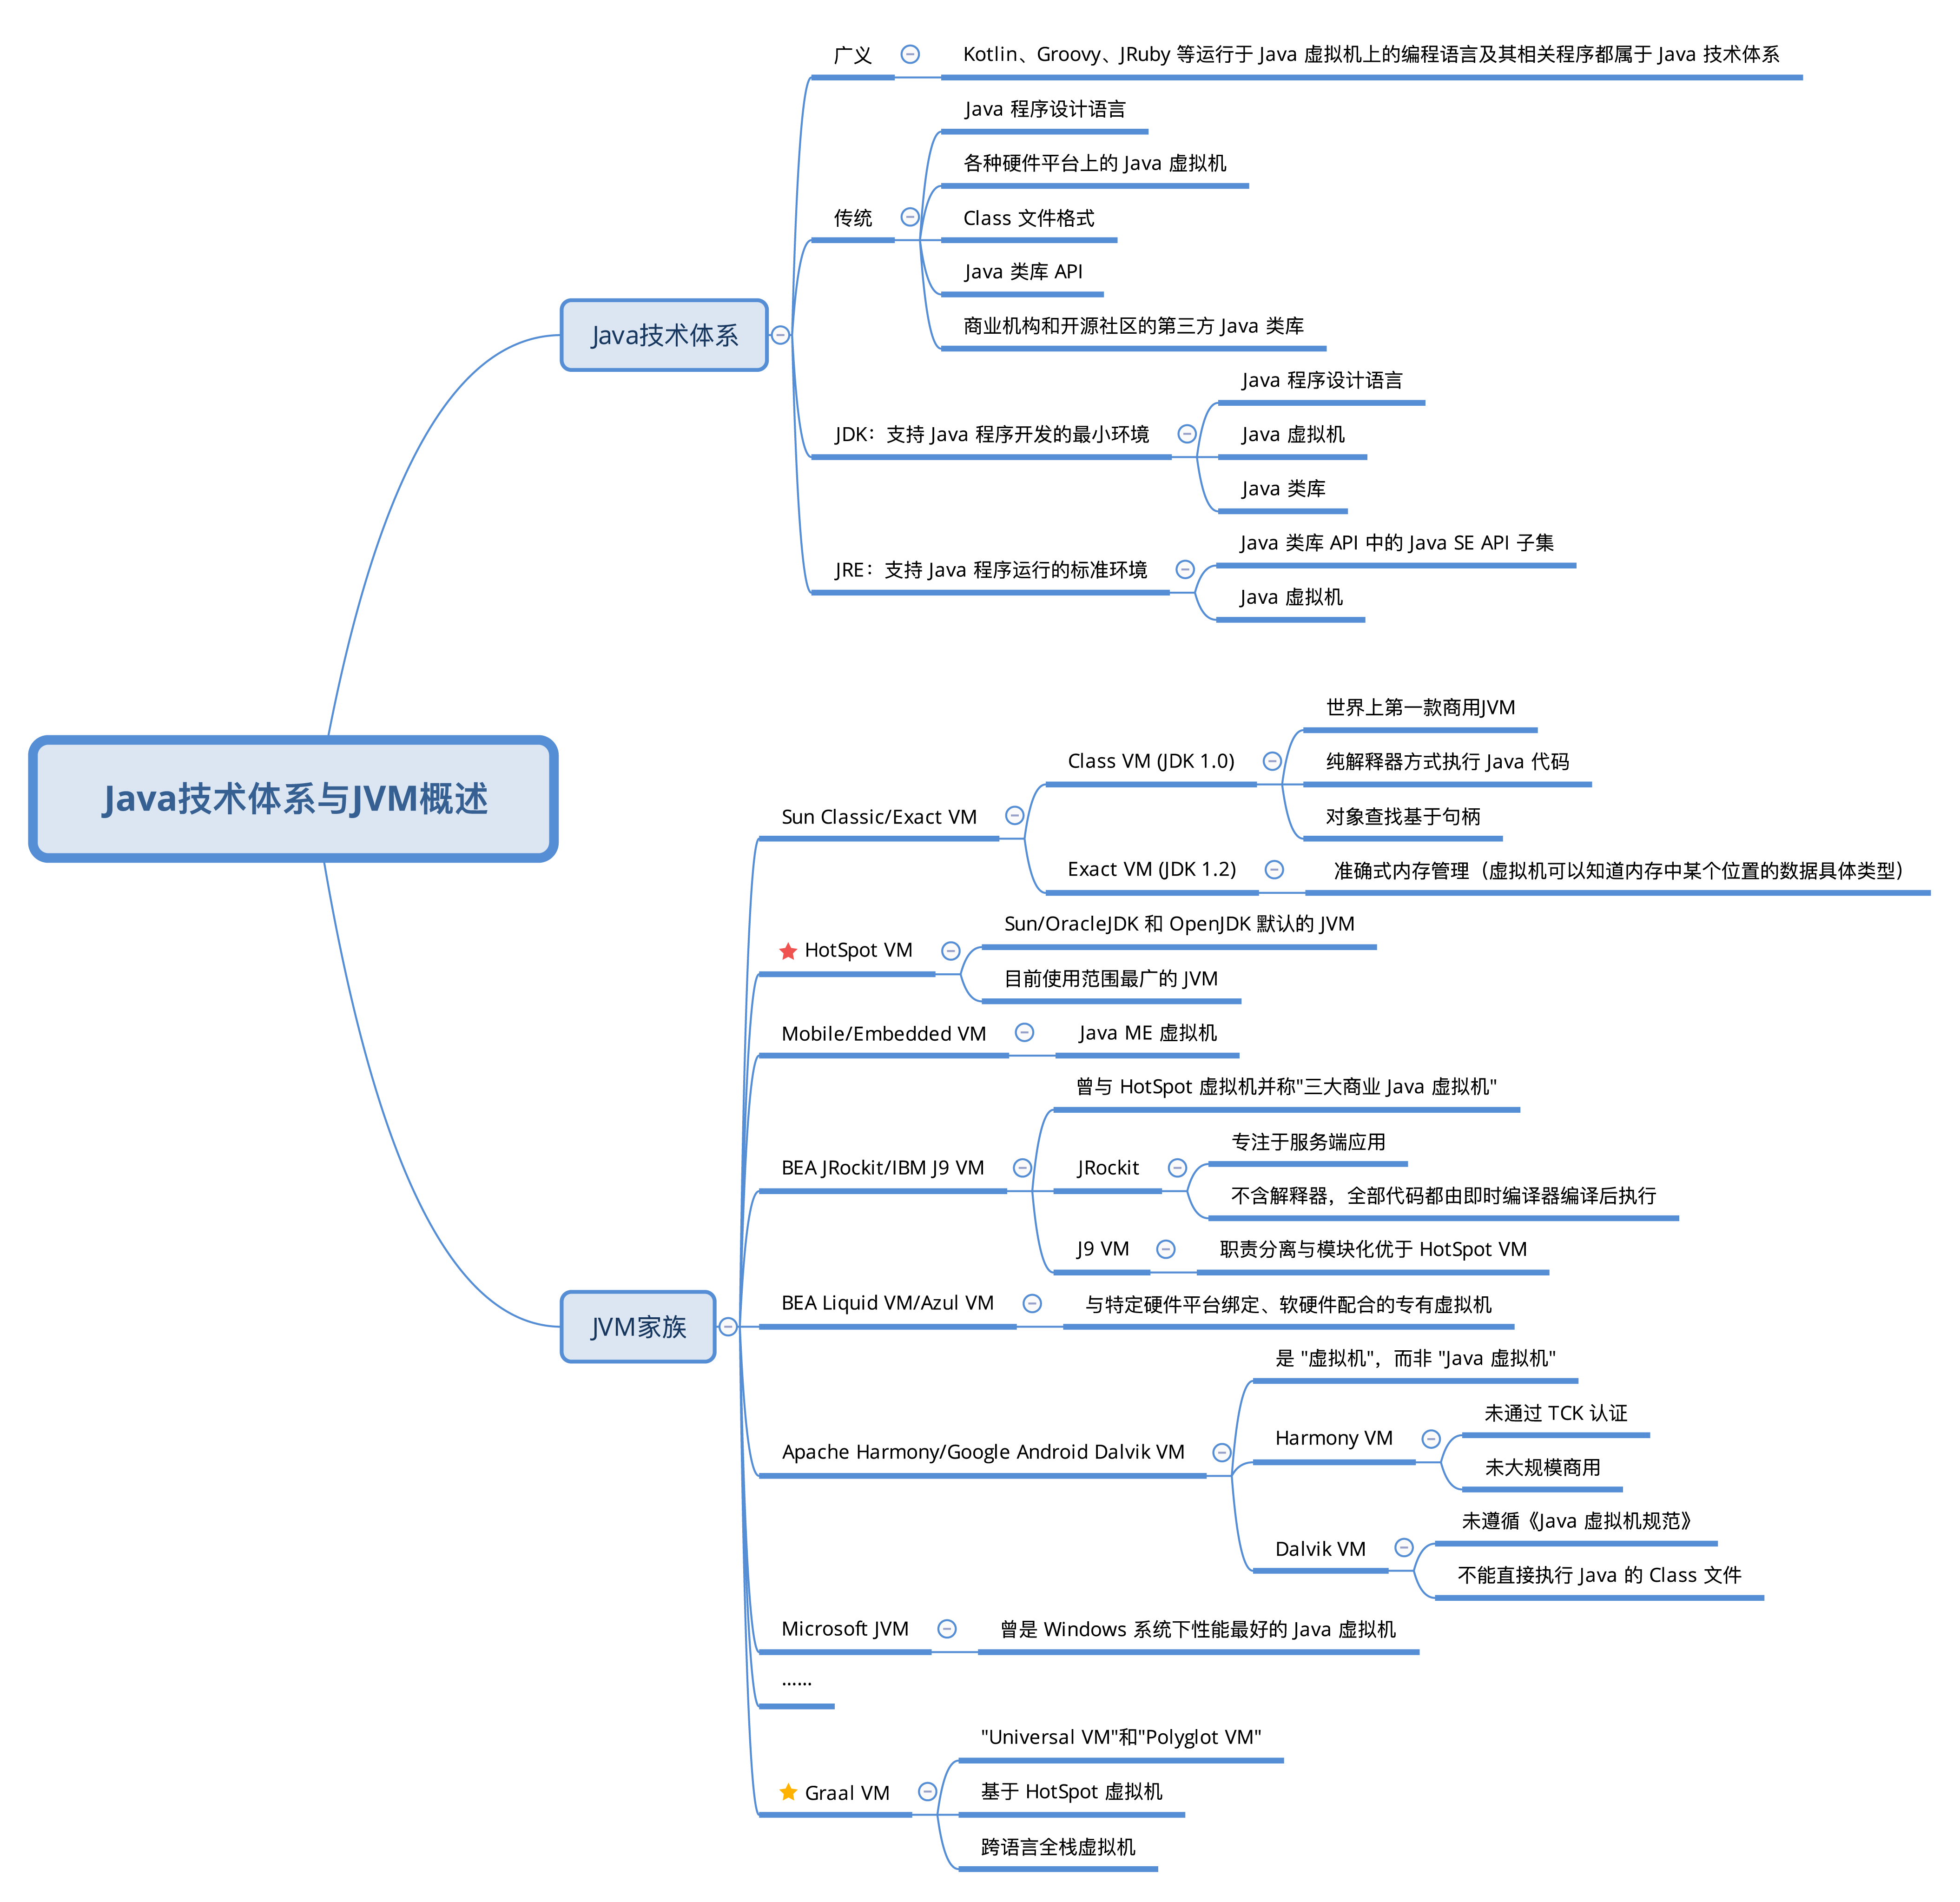 广义
Kotlin、Groovy、JRuby 等运行于 Java 虚拟机上的编程语言及其相关程序都属于 Java 技术体系
Java 程序设计语言
各种硬件平台上的 Java 虚拟机
传统
Class 文件格式
Java 类库 API
商业机构和开源社区的第三方 Java 类库
Java技术体系
Java 程序设计语言
JDK：支持 Java 程序开发的最小环境
Java 虚拟机
Java 类库
Java 类库 API 中的 Java SE API 子集
JRE：支持 Java 程序运行的标准环境
Java 虚拟机
Java技术体系与JVM概述
世界上第一款商用JVM
Class VM (JDK 1.0)
纯解释器方式执行 Java 代码
对象查找基于句柄
Sun Classic/Exact VM
Exact VM (JDK 1.2)
准确式内存管理（虚拟机可以知道内存中某个位置的数据具体类型）
Sun/OracleJDK 和 OpenJDK 默认的 JVM
HotSpot VM
目前使用范围最广的 JVM
Mobile/Embedded VM
Java ME 虚拟机
曾与 HotSpot 虚拟机并称"三大商业 Java 虚拟机"
BEA JRockit/IBM J9 VM
JRockit
专注于服务端应用
不含解释器，全部代码都由即时编译器编译后执行
J9 VM
职责分离与模块化优于 HotSpot VM
JVM家族
BEA Liquid VM/Azul VM
与特定硬件平台绑定、软硬件配合的专有虚拟机
是 "虚拟机"，而非 "Java 虚拟机"
Apache Harmony/Google Android Dalvik VM
Harmony VM
未通过 TCK 认证
未大规模商用
Dalvik VM
未遵循《Java 虚拟机规范》
不能直接执行 Java 的 Class 文件
Microsoft JVM
曾是 Windows 系统下性能最好的 Java 虚拟机
……
"Universal VM"和"Polyglot VM"
Graal VM
基于 HotSpot 虚拟机
跨语言全栈虚拟机